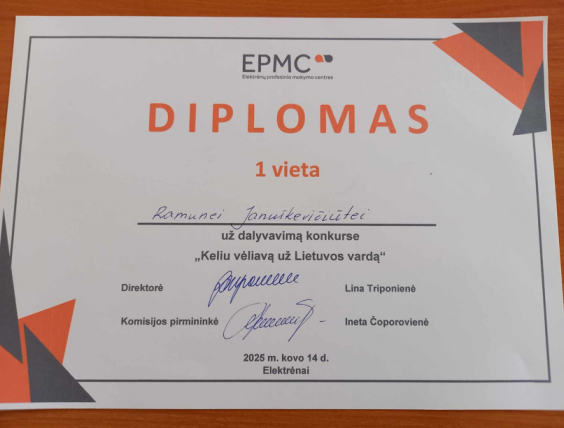 EPMC
Elektrėnų profesinio mokymo centras
DIPLOMAS
1 vieta
Ramunei Januškevičiūtei
už dalyvavimą konkurse
„Keliu vėliavą už Lietuvos vardą“
Direktorė Lina Triponienė
Komisijos pirmininkė Ineta Čoporovienė
2025 m. kovo 14 d.
Elektrėnai